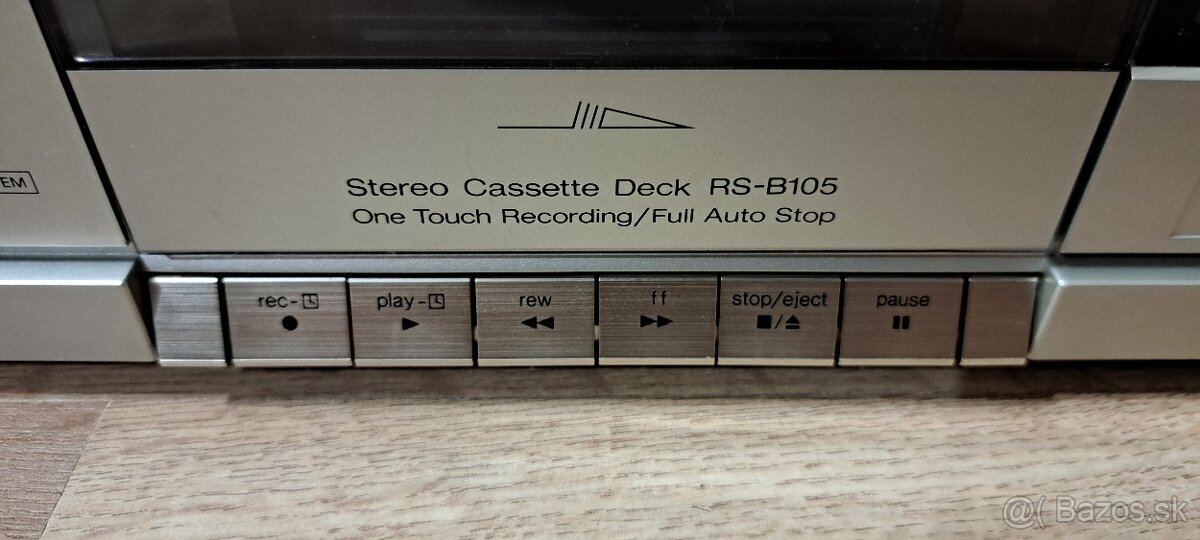 EM
Stereo Cassette Deck RS-B105
One Touch Recording/Full Auto Stop
rec- play- rew ff stop/eject pause
Bazos.sk